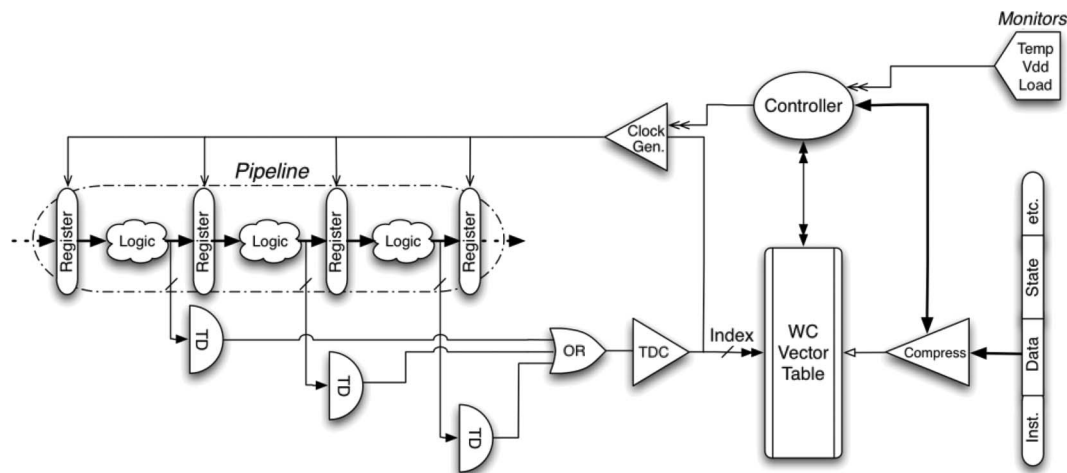 Monitors
Temp
Vdd
Load
Controller
Clock
Gen.
Pipeline
Register
Logic
Register
Logic
Register
Logic
Register
TD
TD
TD
OR
TDC
Index
WC
Vector
Table
Compress
etc.
State
Data
Inst.